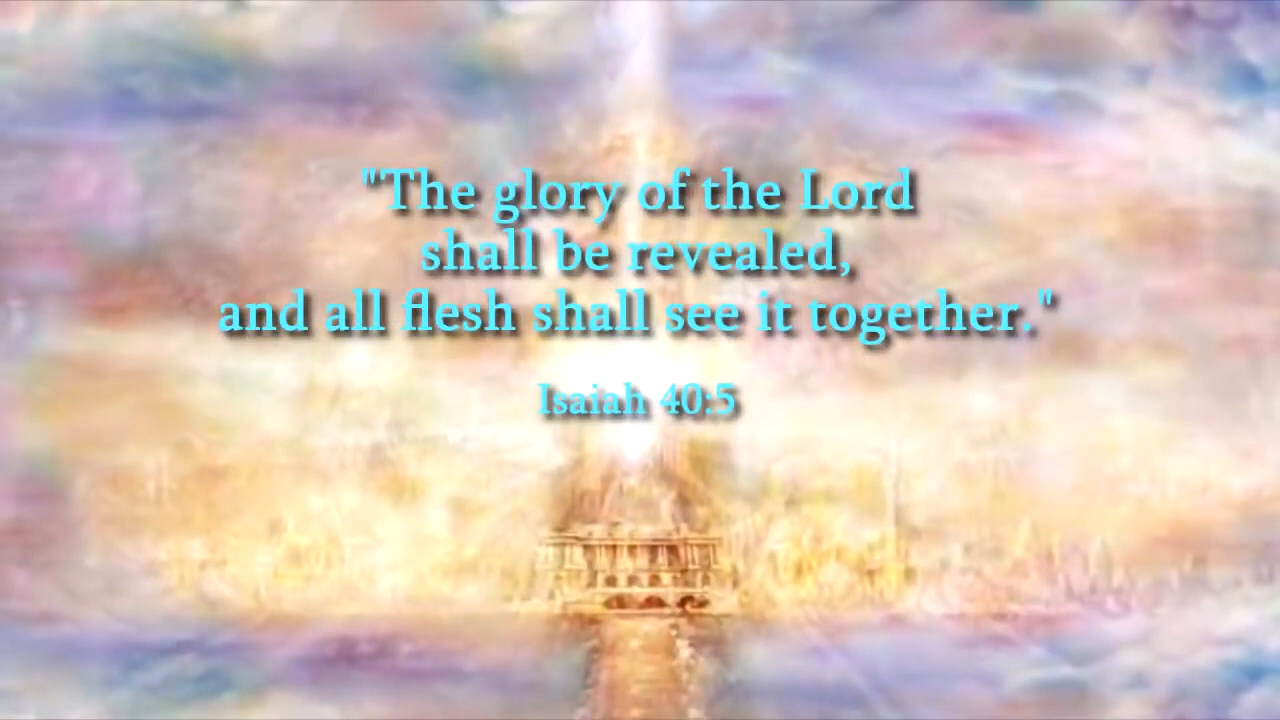 "The glory of the Lord
shall be revealed,
and all flesh shall see it together."
Isaiah 40:5